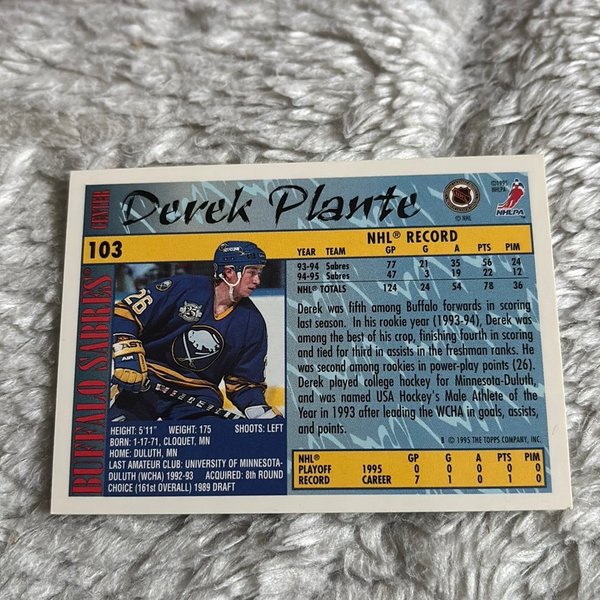 CENTER
Derek Plante
© NHL
©1995
NHLPA
NHLPA
103
BUFFALO SABRES®
26
NHL® RECORD
YEAR TEAM GP G A PTS PIM
93-94 Sabres 77 21 35 56 24
94-95 Sabres 47 3 19 22 12
NHL® TOTALS 124 24 54 78 36
Derek was fifth among Buffalo forwards in scoring
last season. In his rookie year (1993-94), Derek was
among the best of his crop, finishing fourth in scoring
and tied for third in assists in the freshman ranks. He
was second among rookies in power-play points (26).
Derek played college hockey for Minnesota-Duluth,
and was named USA Hockey's Male Athlete of the
Year in 1993 after leading the WCHA in goals, assists,
and points.
B © 1995 THE TOPPS COMPANY, INC.
HEIGHT: 5'11" WEIGHT: 175 SHOOTS: LEFT
BORN: 1-17-71, CLOQUET, MN
HOME: DULUTH, MN
LAST AMATEUR CLUB: UNIVERSITY OF MINNESOTA-
DULUTH (WCHA) 1992-93 ACQUIRED: 8th ROUND
CHOICE (161st OVERALL) 1989 DRAFT
NHL® GP G A PTS PIM
PLAYOFF 1995 0 0 0 0 0
RECORD CAREER 7 1 0 1 0